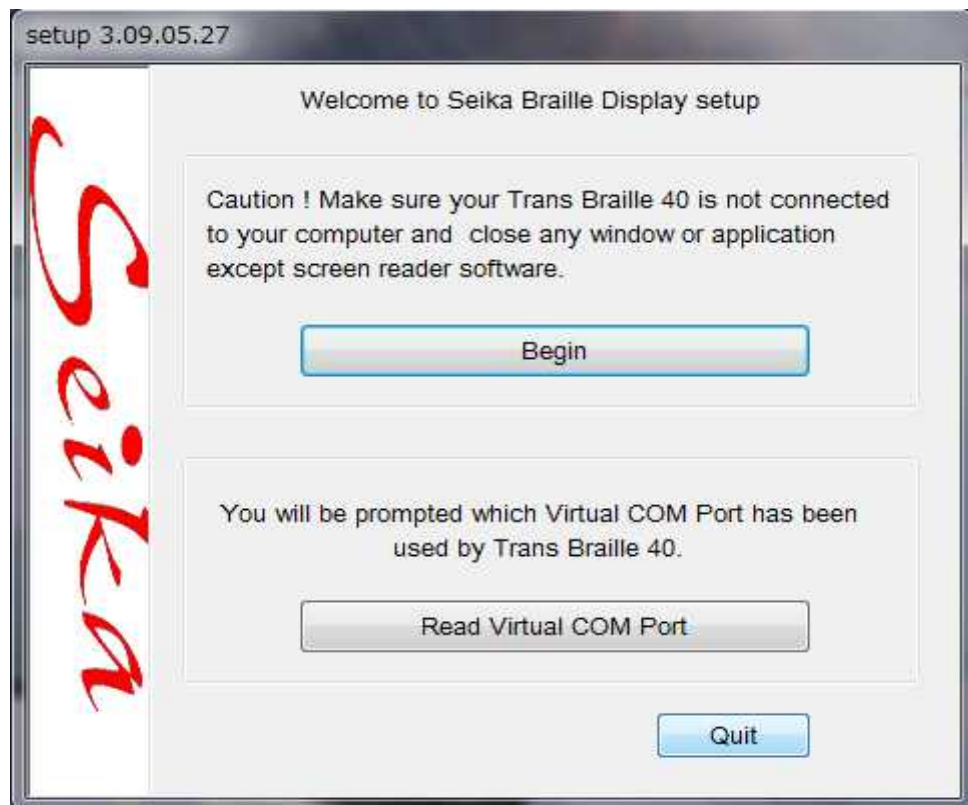 setup 3.09.05.27
Seika
Welcome to Seika Braille Display setup
Caution ! Make sure your Trans Braille 40 is not connected
to your computer and  close any window or application
except screen reader software.
Begin
You will be prompted which Virtual COM Port has been
used by Trans Braille 40.
Read Virtual COM Port
Quit